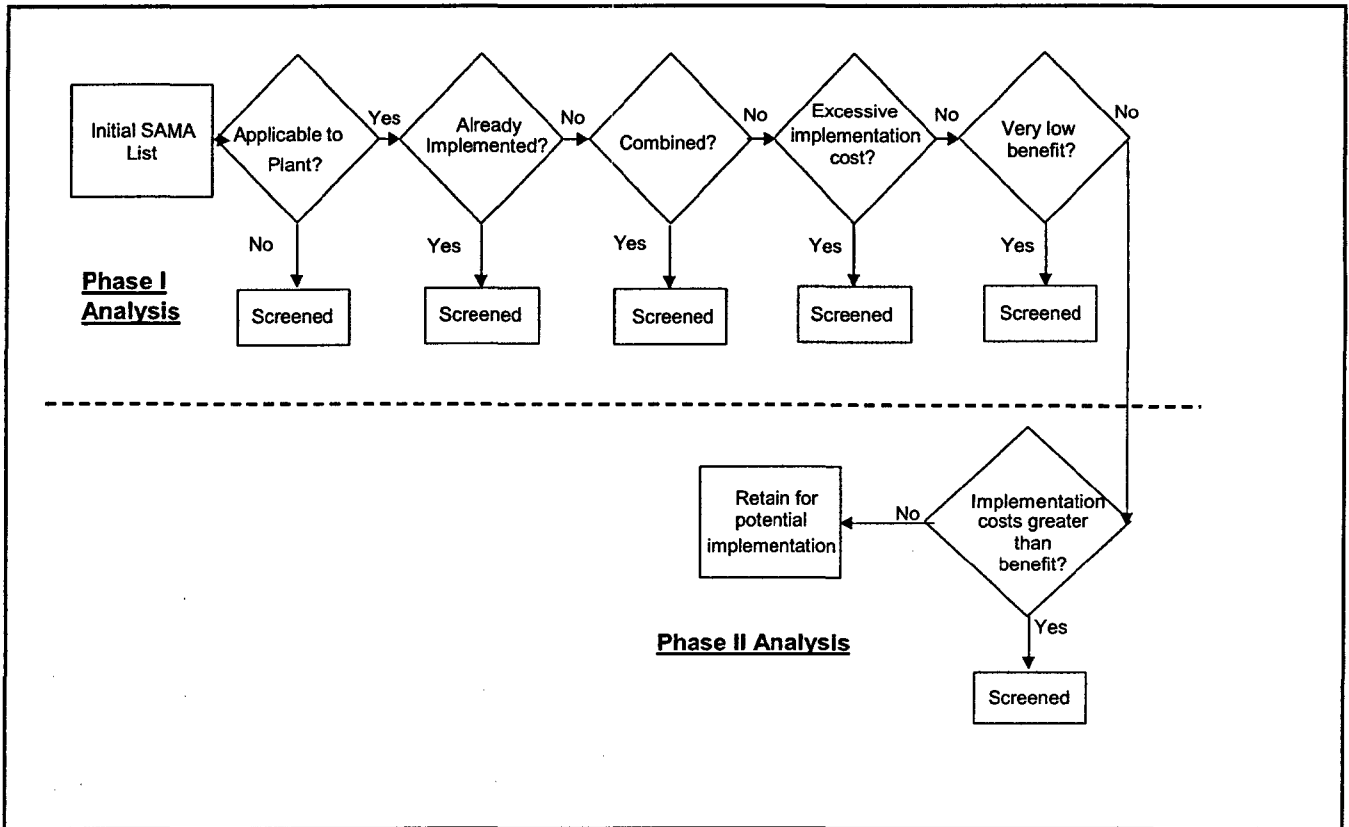 Initial SAMA
List
Applicable to
Plant?
Yes
No
Screened
Already
Implemented?
No
Yes
Screened
Combined?
No
Yes
Screened
Excessive
implementation
cost?
No
Yes
Screened
Very low
benefit?
No
Yes
Screened
Phase I
Analysis
Implementation
costs greater
than
benefit?
No
Retain for
potential
implementation
Yes
Screened
Phase II Analysis